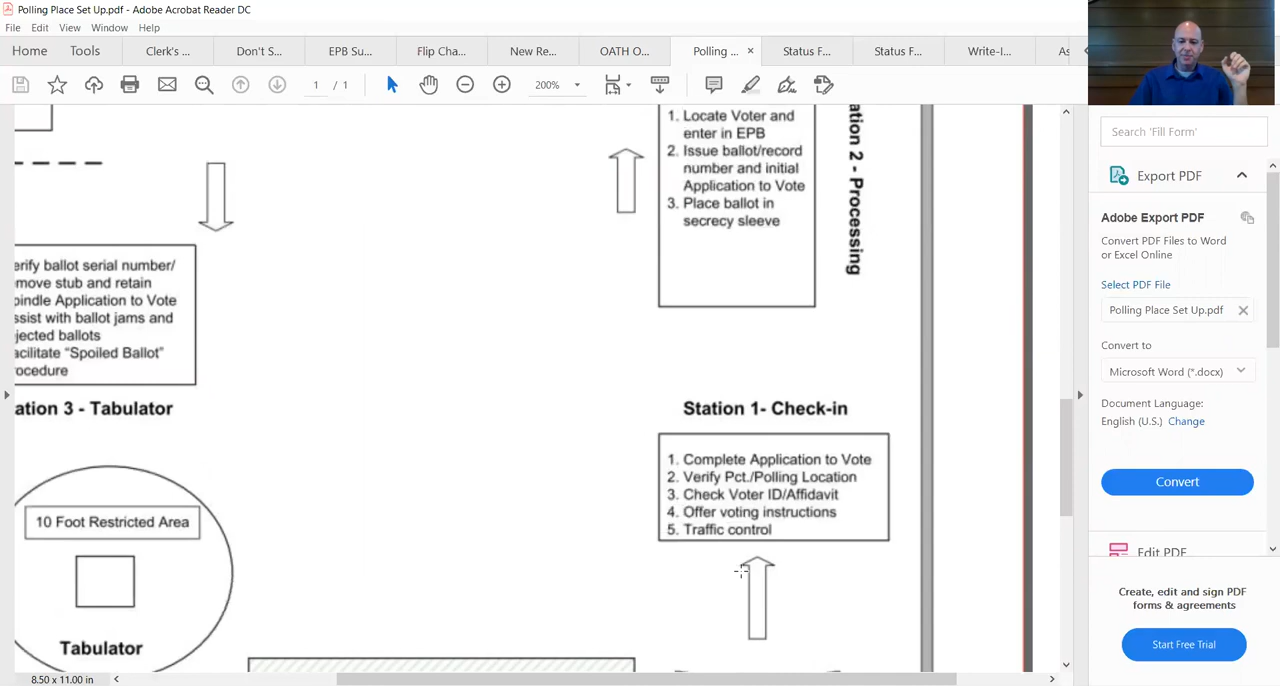 Polling Place Set Up.pdf - Adobe Acrobat Reader DC
File Edit View Window Help
Home Tools Clerk's ... Don't S... EPB Su... Flip Cha... New Re... OATH O... Polling ... × Status F... Status F... Write-I... As
1 / 1 200%
1. Locate Voter and
enter in EPB
2. Issue ballot/record
number and initial
Application to Vote
3. Place ballot in
secrecy sleeve
ation 2 - Processing
erify ballot serial number/
move stub and retain
pindle Application to Vote
ssist with ballot jams and
jected ballots
acilitate "Spoiled Ballot"
rocedure
ation 3 - Tabulator
10 Foot Restricted Area
Tabulator
Station 1- Check-in
1. Complete Application to Vote
2. Verify Pct./Polling Location
3. Check Voter ID/Affidavit
4. Offer voting instructions
5. Traffic control
8.50 x 11.00 in
Search 'Fill Form'
Export PDF
Adobe Export PDF
Convert PDF Files to Word
or Excel Online
Select PDF File
Polling Place Set Up.pdf
Convert to
Microsoft Word (*.docx)
Document Language:
English (U.S.) Change
Convert
Edit PDF
Create, edit and sign PDF
forms & agreements
Start Free Trial